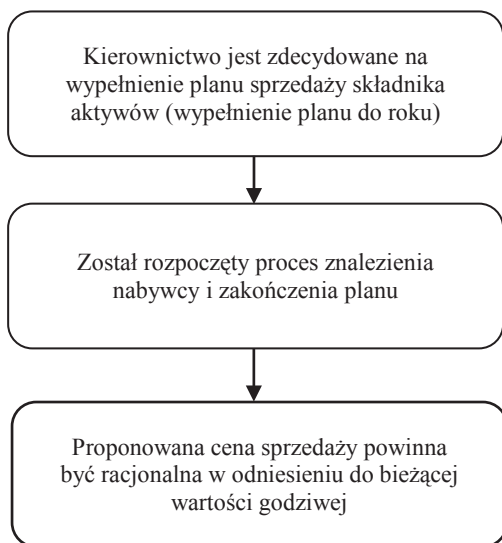 Kierownictwo jest zdecydowane na
wypełnienie planu sprzedaży składnika
aktywów (wypełnienie planu do roku)
Został rozpoczęty proces znalezienia
nabywcy i zakończenia planu
Proponowana cena sprzedaży powinna
być racjonalna w odniesieniu do bieżącej
wartości godziwej